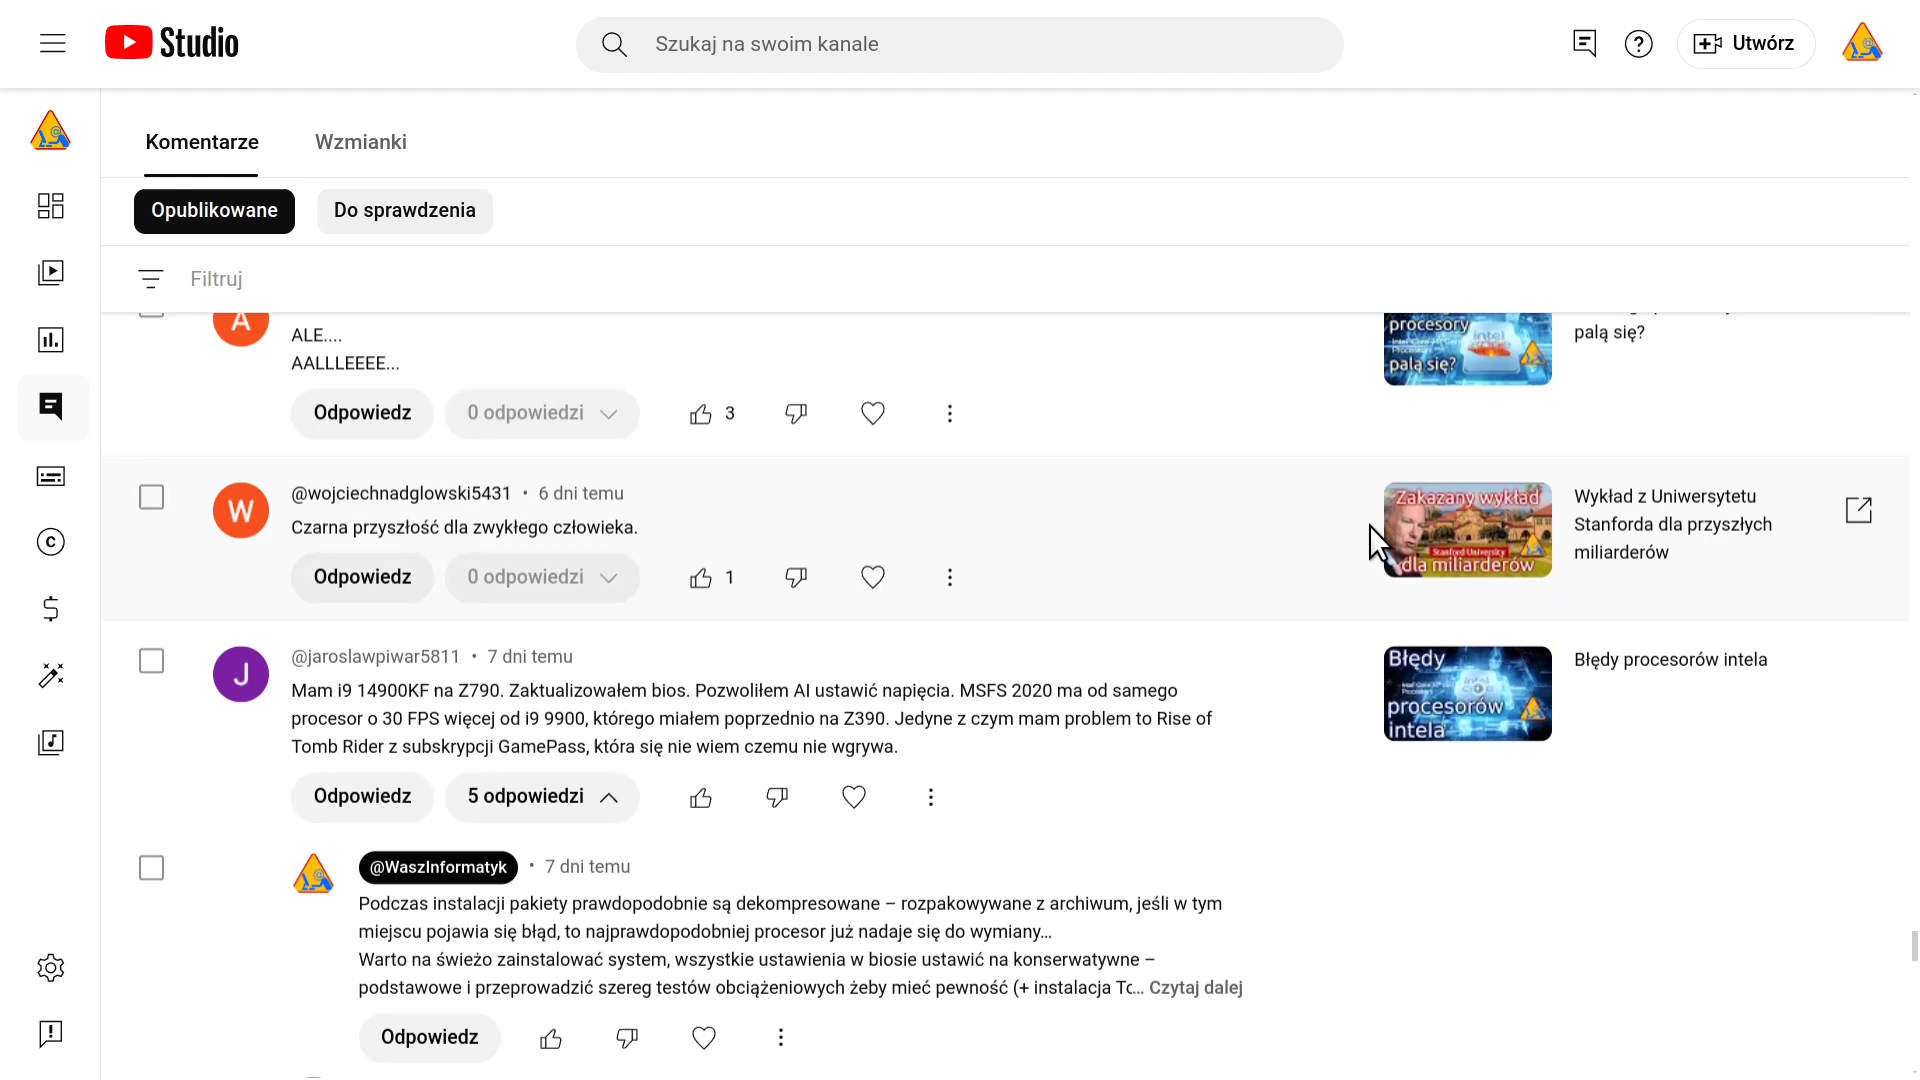 Studio
Szukaj na swoim kanale
Utwórz
Komentarze
Wzmianki
Opublikowane
Do sprawdzenia
Filtruj
A
ALE....
AALLLEEEE...
procesory
intel
palą się?
palą się?
Odpowiedz
0 odpowiedzi
3
W
@wojciechnadglowski5431 • 6 dni temu
Czarna przyszłość dla zwykłego człowieka.
Zakazany wykład
Stanford University
dla miliarderów
Wykład z Uniwersytetu
Stanforda dla przyszłych
miliarderów
Odpowiedz
0 odpowiedzi
1
J
@jaroslawpiwar5811 • 7 dni temu
Mam i9 14900KF na Z790. Zaktualizowałem bios. Pozwoliłem AI ustawić napięcia. MSFS 2020 ma od samego
procesor o 30 FPS więcej od i9 9900, którego miałem poprzednio na Z390. Jedyne z czym mam problem to Rise of
Tomb Rider z subskrypcji GamePass, która się nie wiem czemu nie wgrywa.
Błędy
procesorów
intela
Błędy procesorów intela
Odpowiedz
5 odpowiedzi
@WaszInformatyk • 7 dni temu
Podczas instalacji pakiety prawdopodobnie są dekompresowane – rozpakowywane z archiwum, jeśli w tym
miejscu pojawia się błąd, to najprawdopodobniej procesor już nadaje się do wymiany...
Warto na świeżo zainstalować system, wszystkie ustawienia w biosie ustawić na konserwatywne –
podstawowe i przeprowadzić szereg testów obciążeniowych żeby mieć pewność (+ instalacja Tc... Czytaj dalej
Odpowiedz